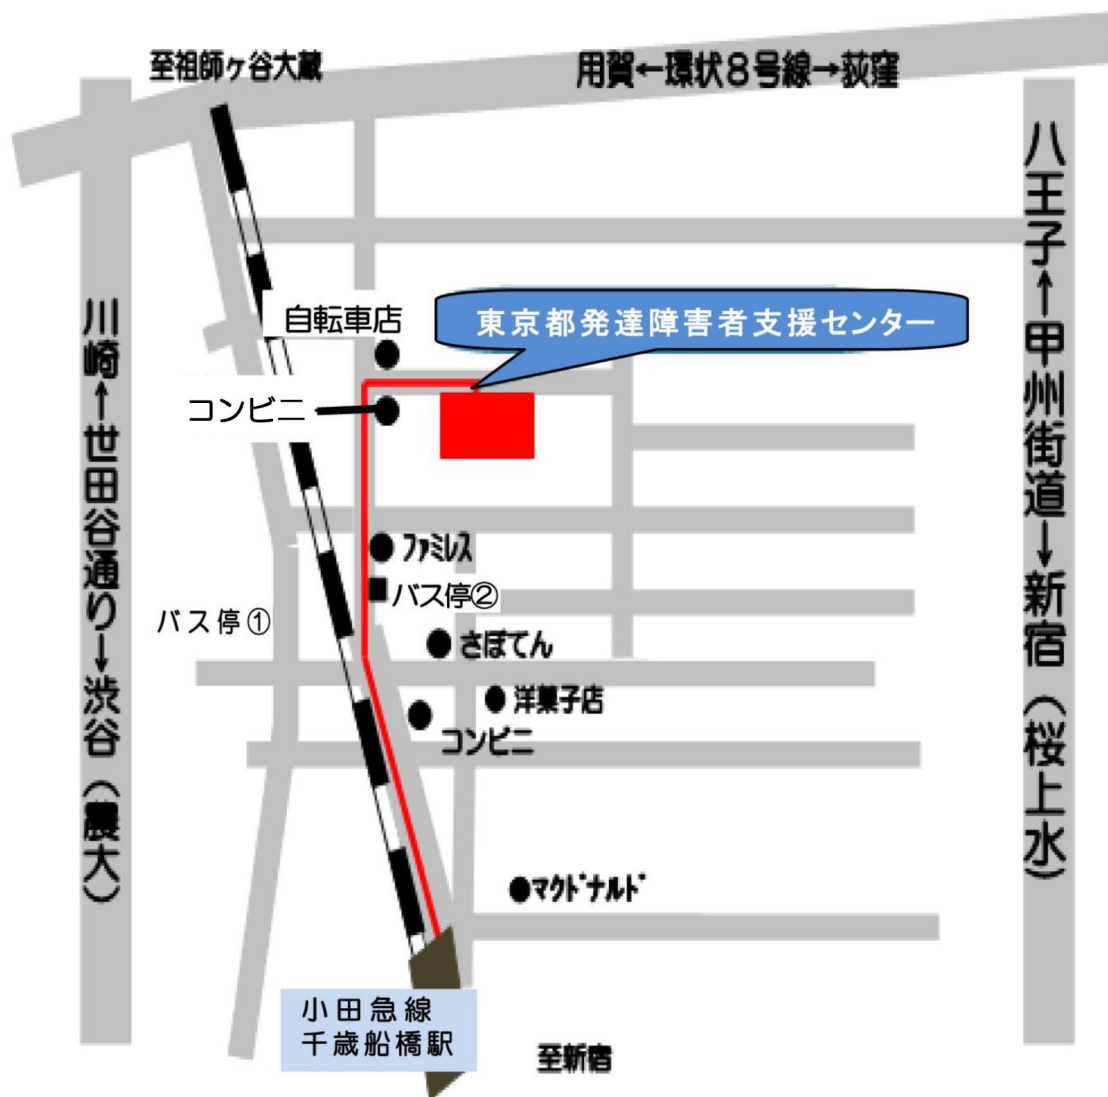 至祖師ヶ谷大蔵
用賀←環状8号線→荻窪
八王子←甲州街道→新宿(桜上水)
川崎←世田谷通り→渋谷(農大)
自転車店
東京都発達障害者支援センター
コンビニ
ファミレス
バス停②
バス停①
さぼてん
洋菓子店
コンビニ
マクドナルド
小田急線
千歳船橋駅
至新宿